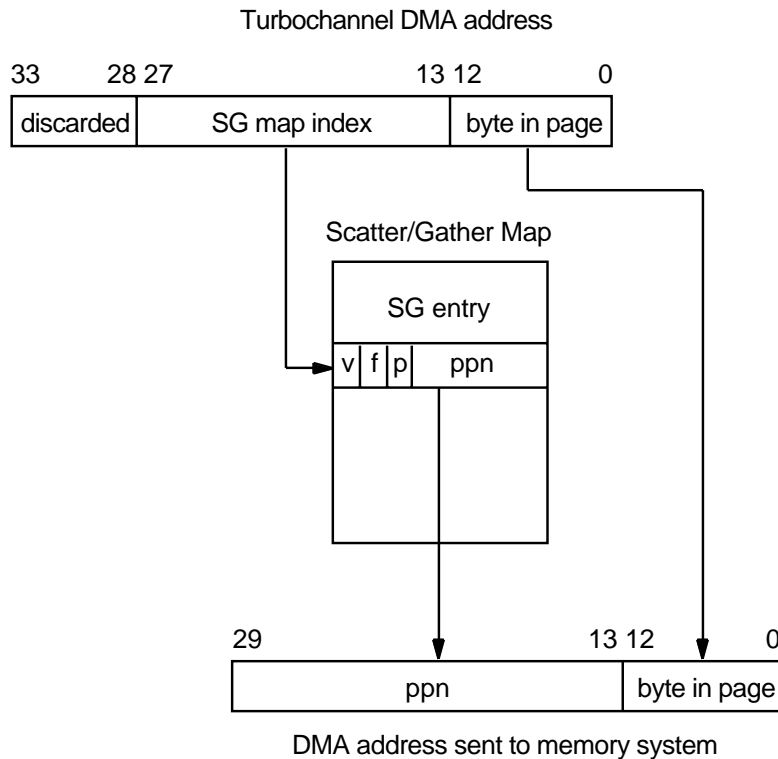 Turbochannel DMA address
33 28 27 13 12 0
discarded SG map index byte in page
Scatter/Gather Map
SG entry
v f p ppn
29 13 12 0
ppn byte in page
DMA address sent to memory system